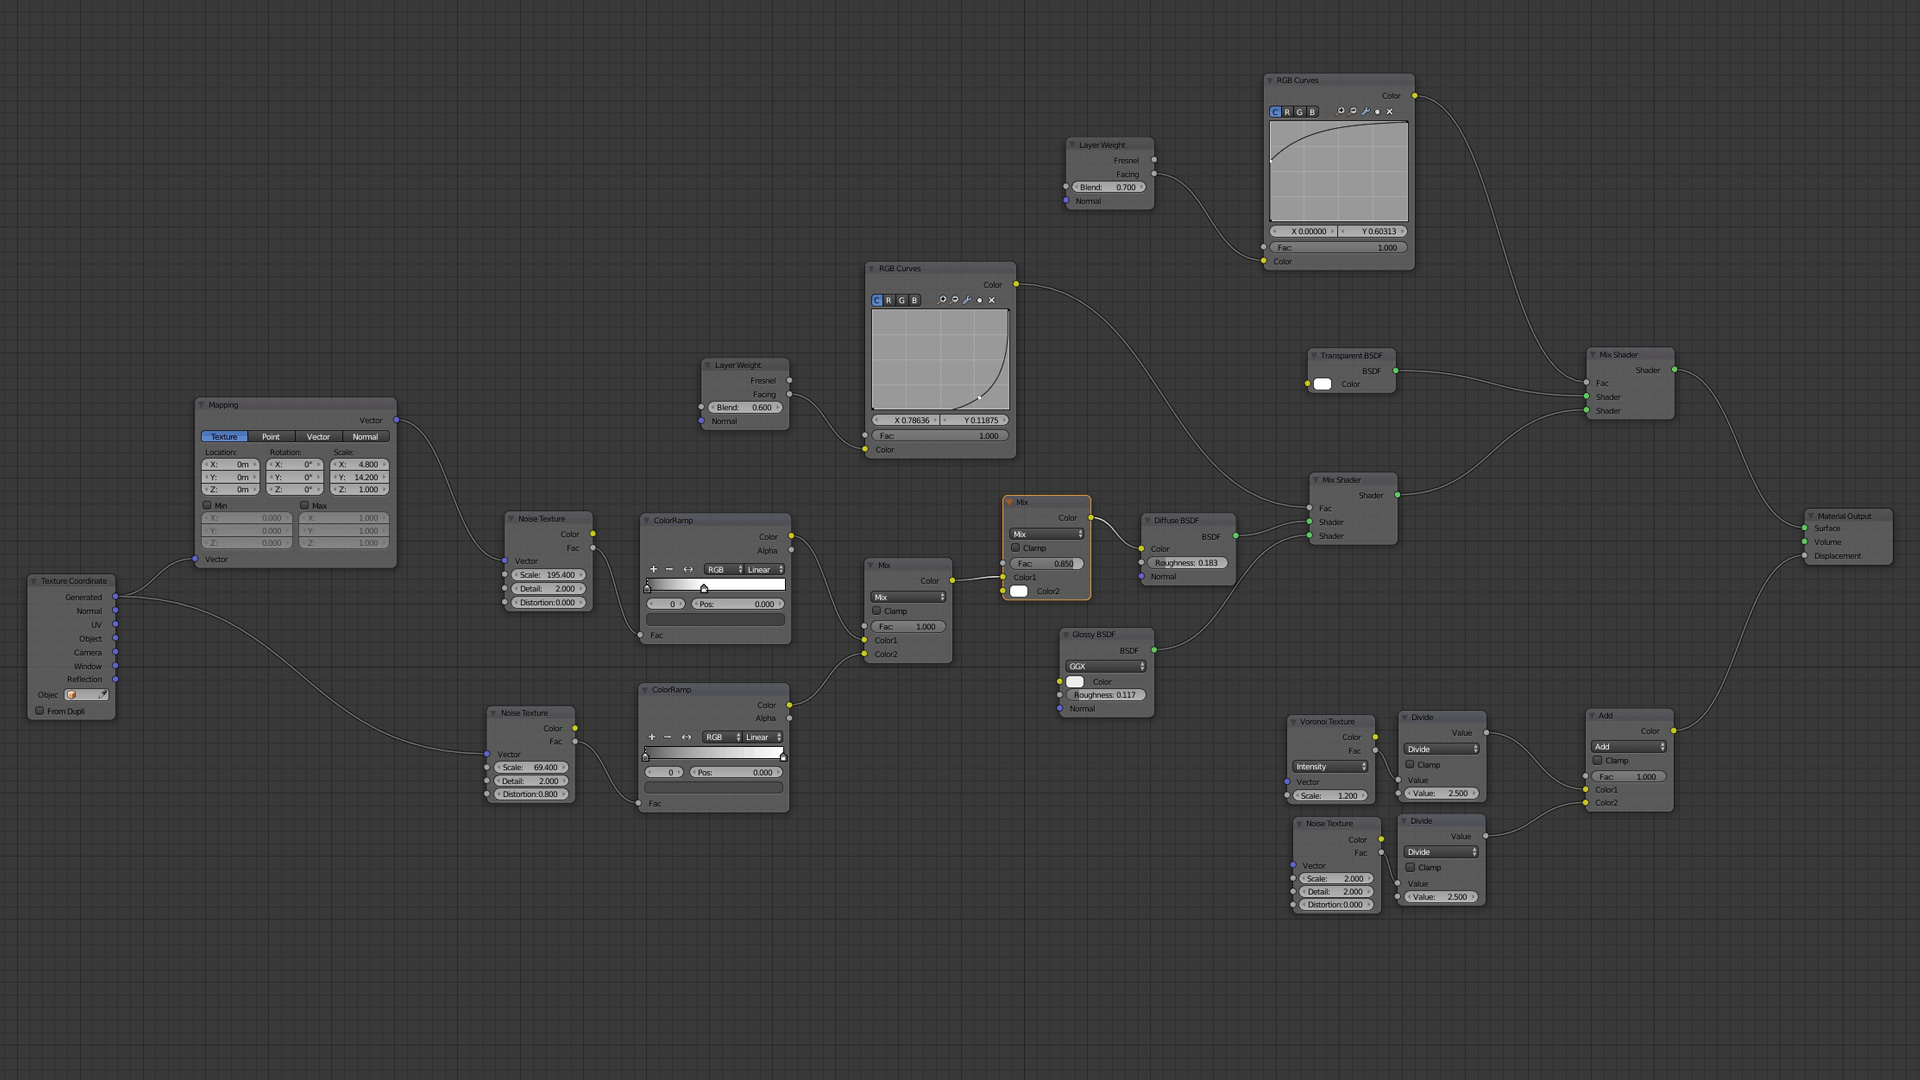 Texture Coordinate
Generated
Normal
UV
Object
Camera
Window
Reflection
Objec
From Dupli
Mapping
Vector
Texture Point Vector Normal
Location: Rotation: Scale:
X: 0m X: 0° X: 4.800
Y: 0m Y: 0° Y: 14.200
Z: 0m Z: 0° Z: 1.000
Min Max
X: 0.000 X: 1.000
Y: 0.000 Y: 1.000
Z: 0.000 Z: 1.000
Vector
Noise Texture
Color
Fac
Vector
Scale: 195.400
Detail: 2.000
Distortion:0.000
Noise Texture
Color
Fac
Vector
Scale: 69.400
Detail: 2.000
Distortion:0.800
ColorRamp
Color
Alpha
RGB Linear
0 Pos: 0.000
Fac
ColorRamp
Color
Alpha
RGB Linear
0 Pos: 0.000
Fac
Layer Weight
Fresnel
Facing
Blend: 0.600
Normal
RGB Curves
Color
C R G B
X 0.78636 Y 0.11875
Fac: 1.000
Color
Mix
Color
Mix
Clamp
Fac: 1.000
Color1
Color2
Mix
Color
Mix
Clamp
Fac: 0.850
Color1
Color2
Layer Weight
Fresnel
Facing
Blend: 0.700
Normal
RGB Curves
Color
C R G B
X 0.00000 Y 0.60313
Fac: 1.000
Color
Diffuse BSDF
BSDF
Color
Roughness: 0.183
Normal
Glossy BSDF
BSDF
GGX
Color
Roughness: 0.117
Normal
Transparent BSDF
BSDF
Color
Mix Shader
Shader
Fac
Shader
Shader
Mix Shader
Shader
Fac
Shader
Shader
Voronoi Texture
Color
Fac
Intensity
Vector
Scale: 1.200
Divide
Value
Divide
Clamp
Value
Value: 2.500
Noise Texture
Color
Fac
Vector
Scale: 2.000
Detail: 2.000
Distortion:0.000
Divide
Value
Divide
Clamp
Value
Value: 2.500
Add
Color
Add
Clamp
Fac: 1.000
Color1
Color2
Material Output
Surface
Volume
Displacement